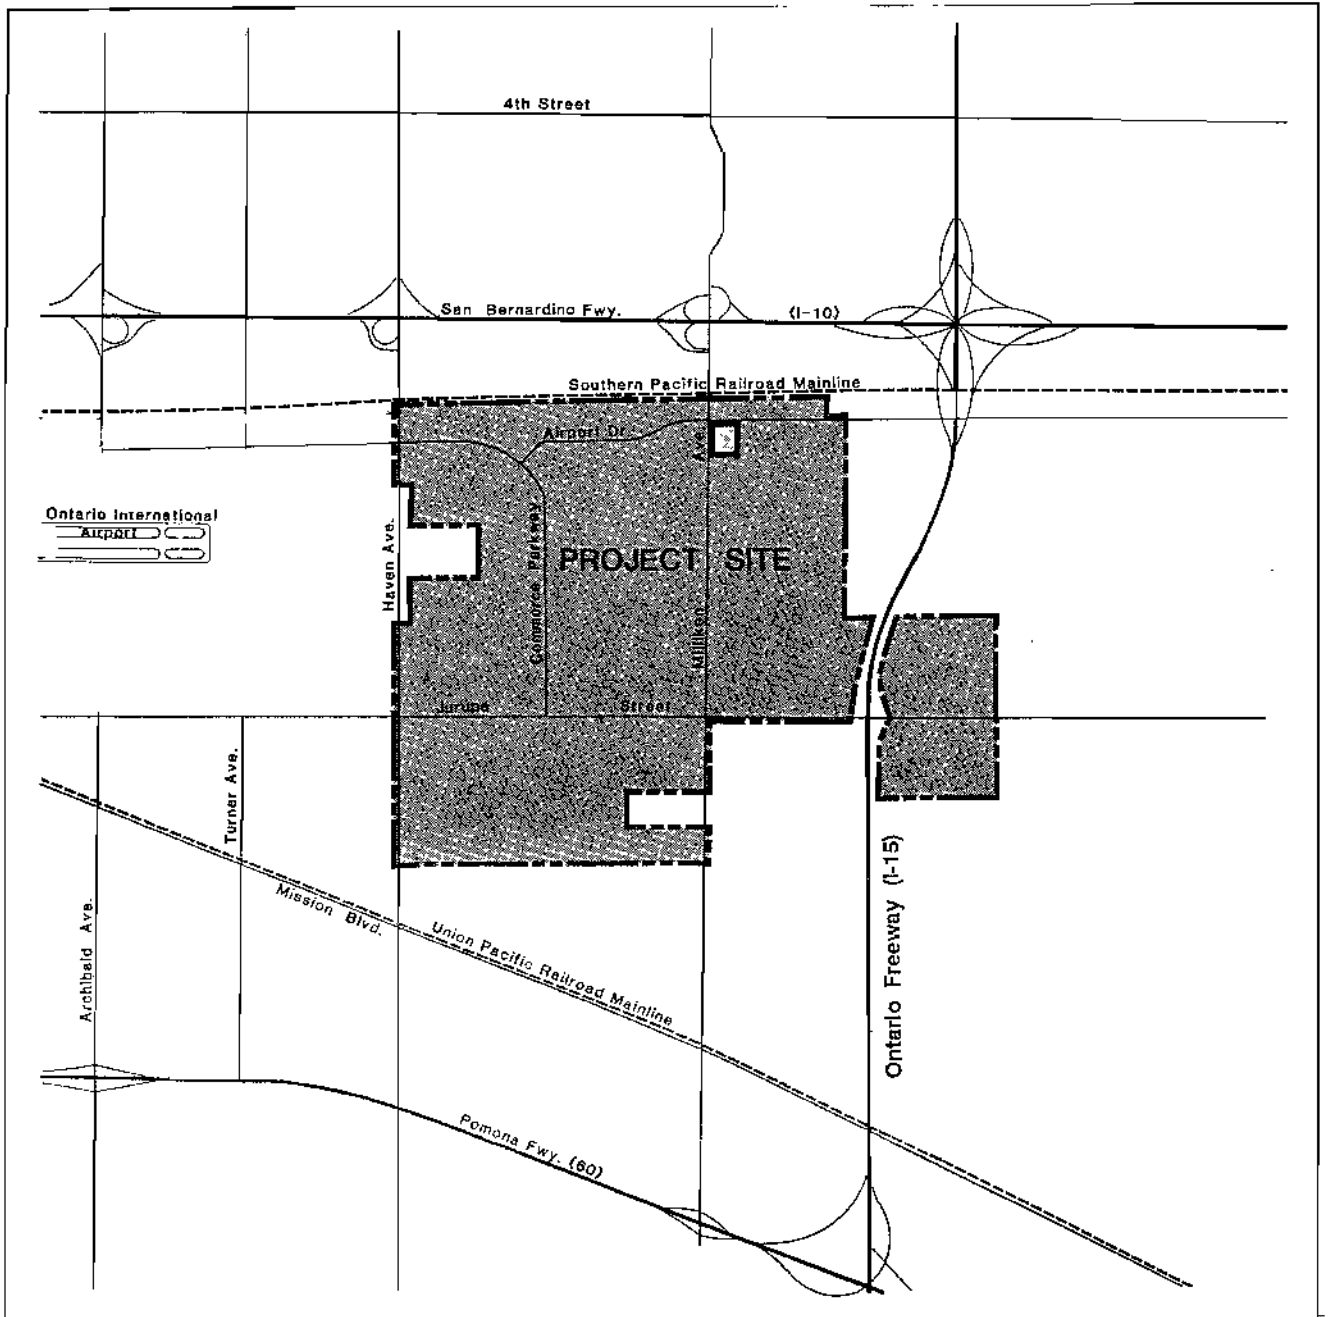 4th Street
San Bernardino Fwy. (I-10)
Southern Pacific Railroad Mainline
Airport Dr.
Ave.
Ontario International
Airport
Haven Ave.
Commerce Parkway
PROJECT SITE
Milliken
Jurupa Street
Turner Ave.
Archibald Ave.
Mission Blvd.
Union Pacific Railroad Mainline
Ontario Freeway (I-15)
Pomona Fwy. (60)